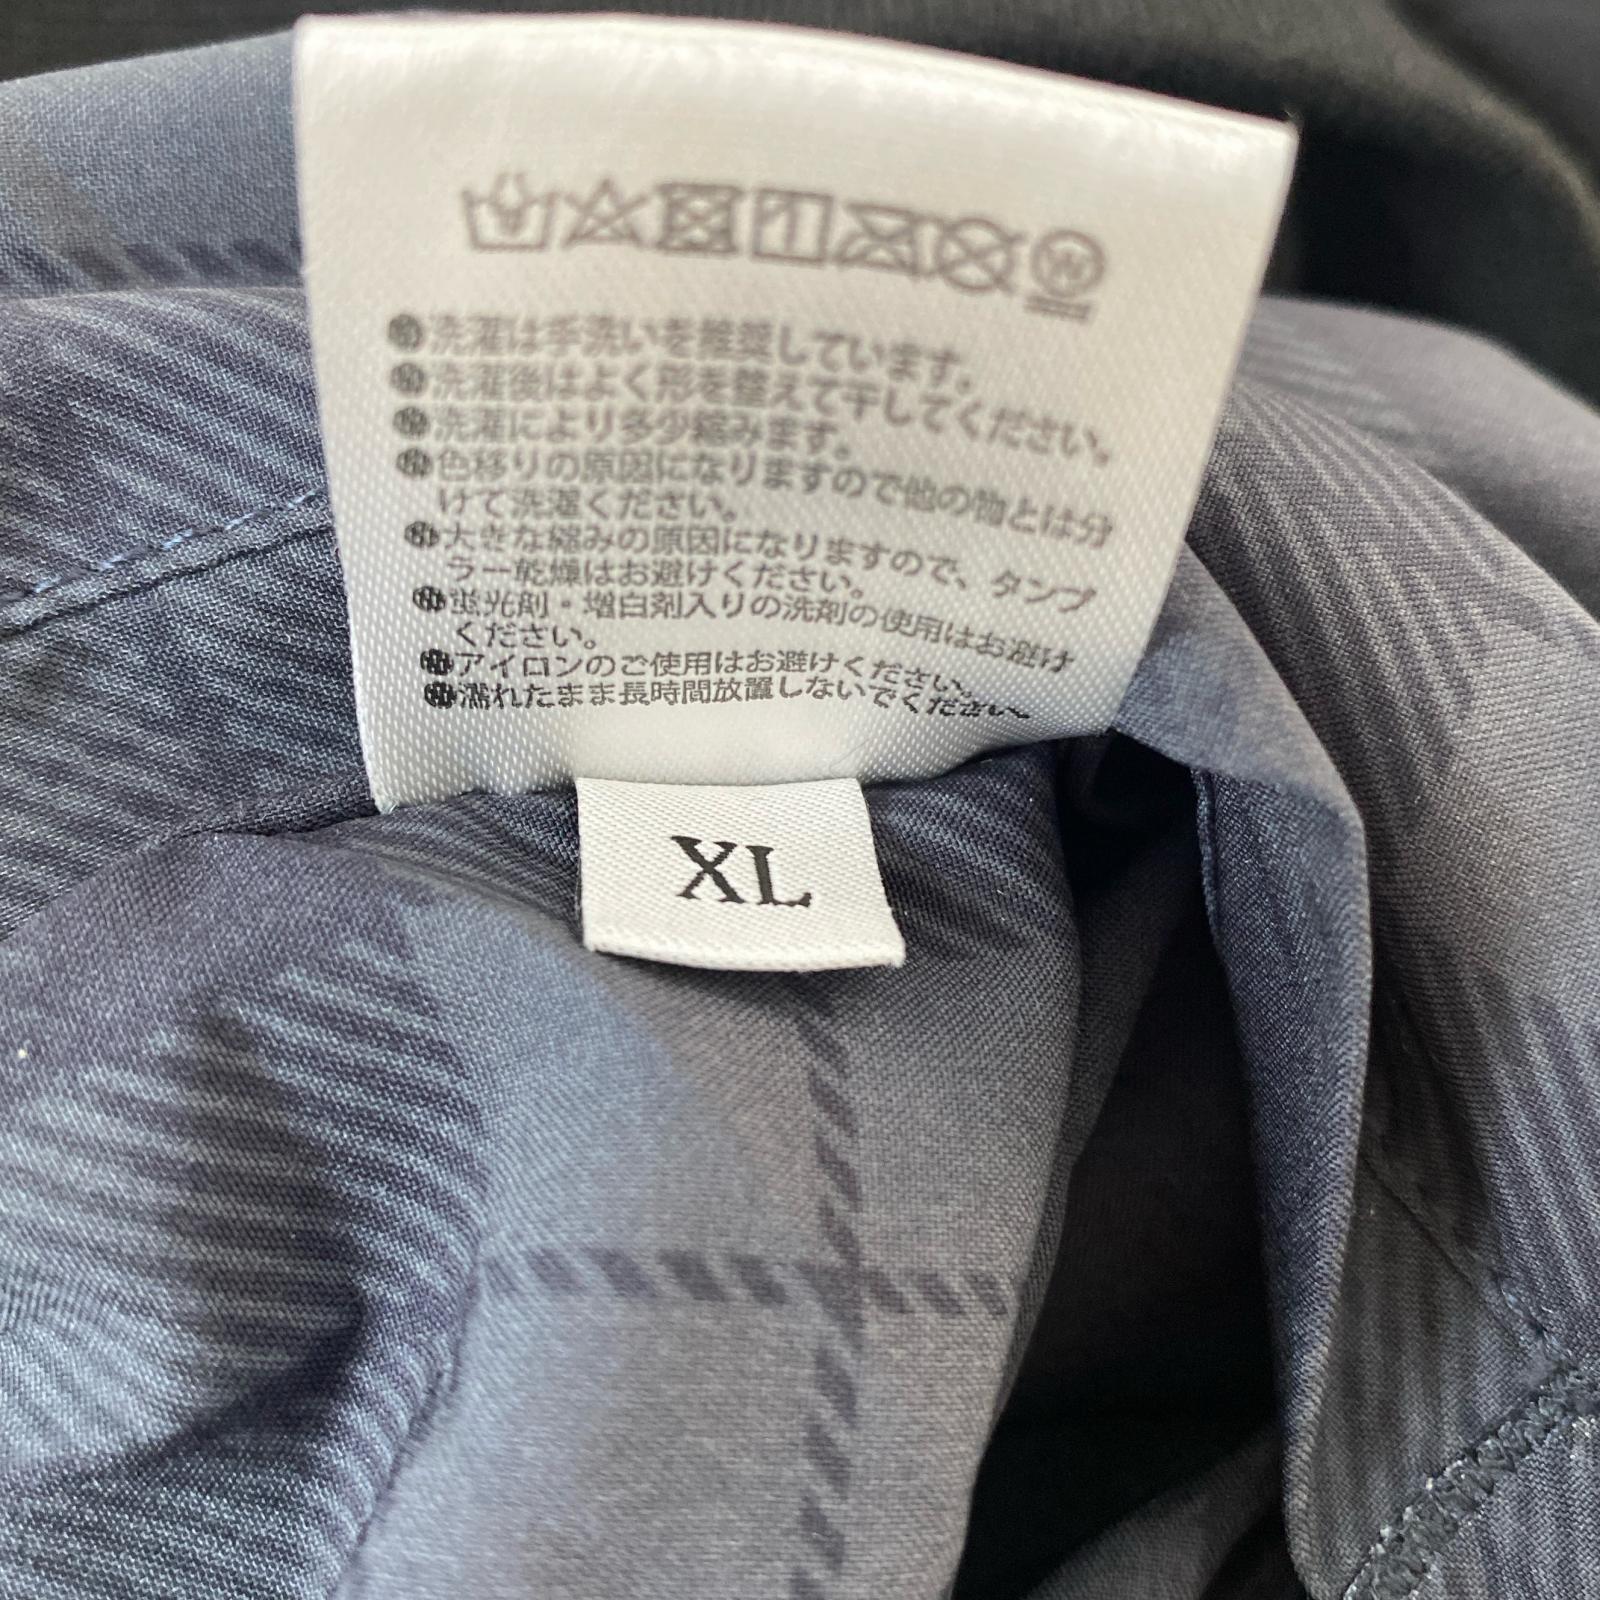 洗濯は手洗いを推奨しています。
洗濯後はよく形を整えて干してください。
洗濯により多少縮みます。
色移りの原因になりますので他の物とは分
けて洗濯ください。
大きな縮みの原因になりますので、タンブ
ラー乾燥はお避けください。
蛍光剤・増白剤入りの洗剤の使用はお避け
ください。
アイロンのご使用はお避けください。
濡れたまま長時間放置しないでください
XL